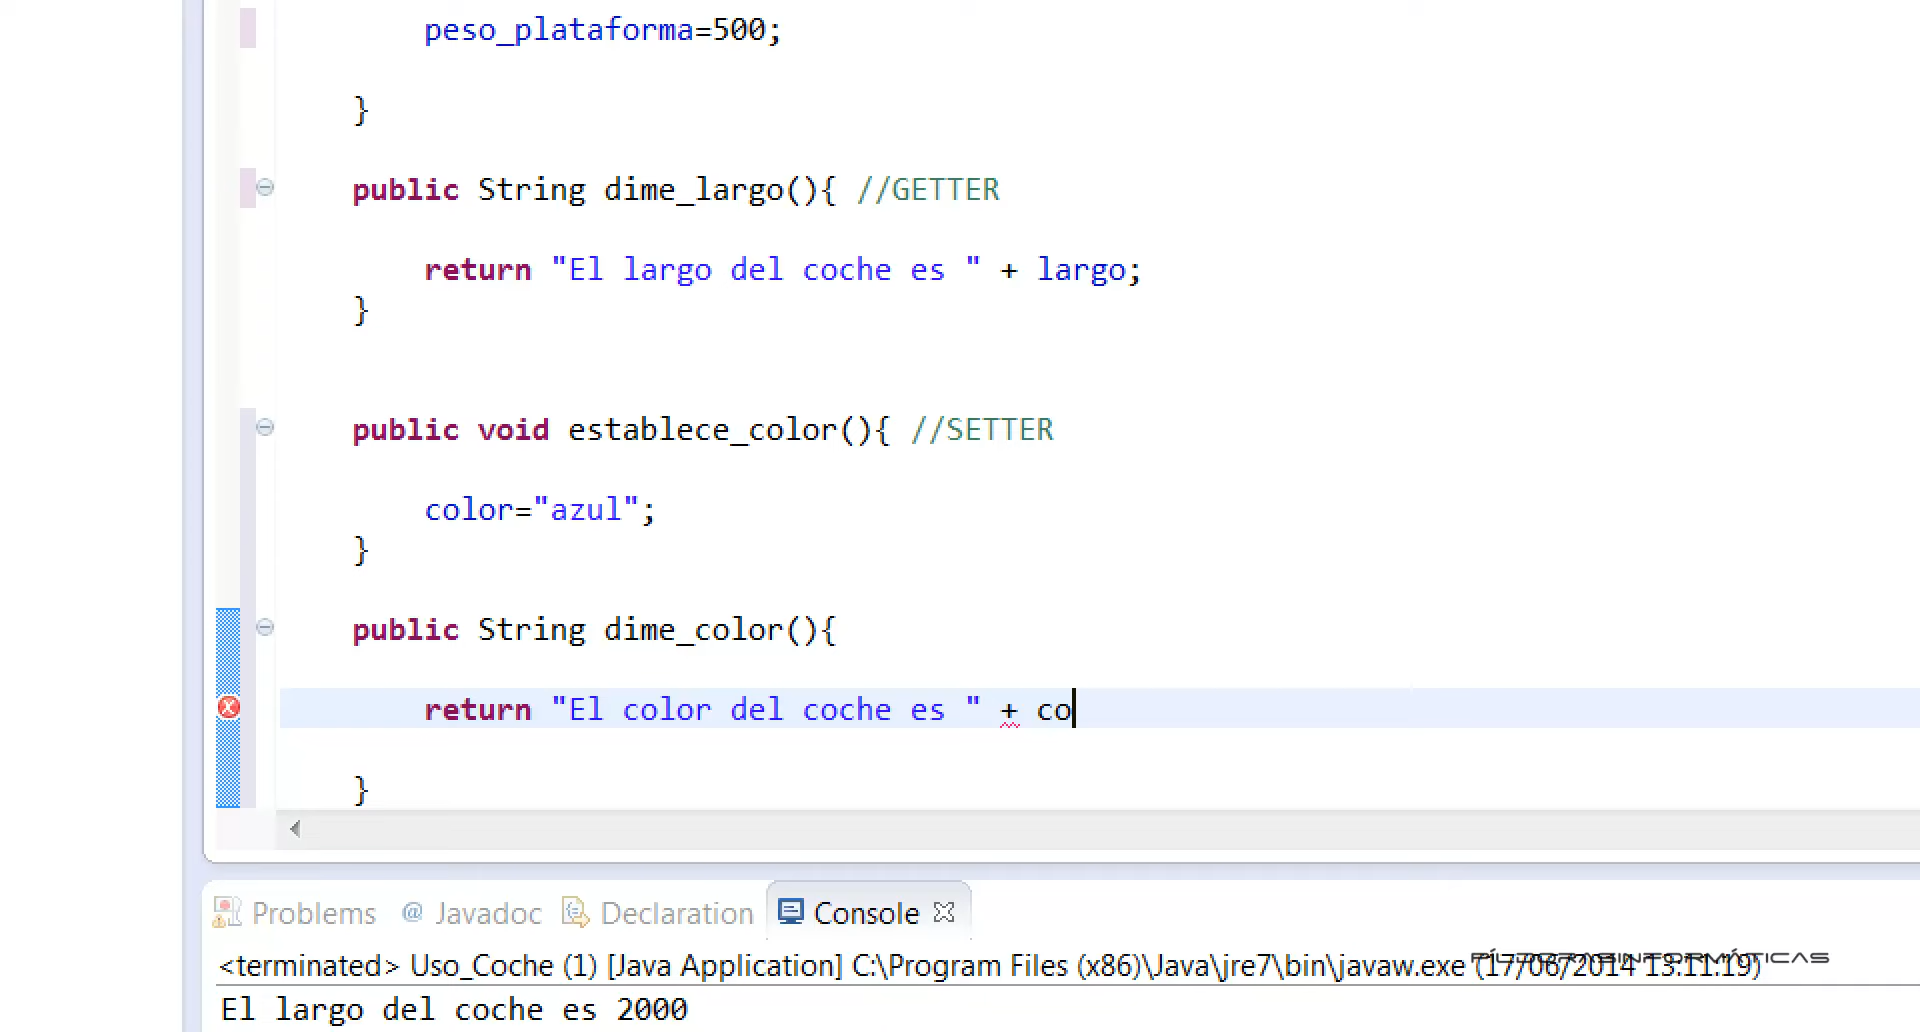 peso_plataforma=500;
}
public String dime_largo(){ //GETTER
return "El largo del coche es " + largo;
}
public void establece_color(){ //SETTER
color="azul";
}
public String dime_color(){
return "El color del coche es " + co
}
Problems @ Javadoc Declaration Console
<terminated> Uso_Coche (1) [Java Application] C:\Program Files (x86)\Java\jre7\bin\javaw.exe (17/06/2014 13:11:19)
PÍLDORASINFORMÁTICAS
El largo del coche es 2000